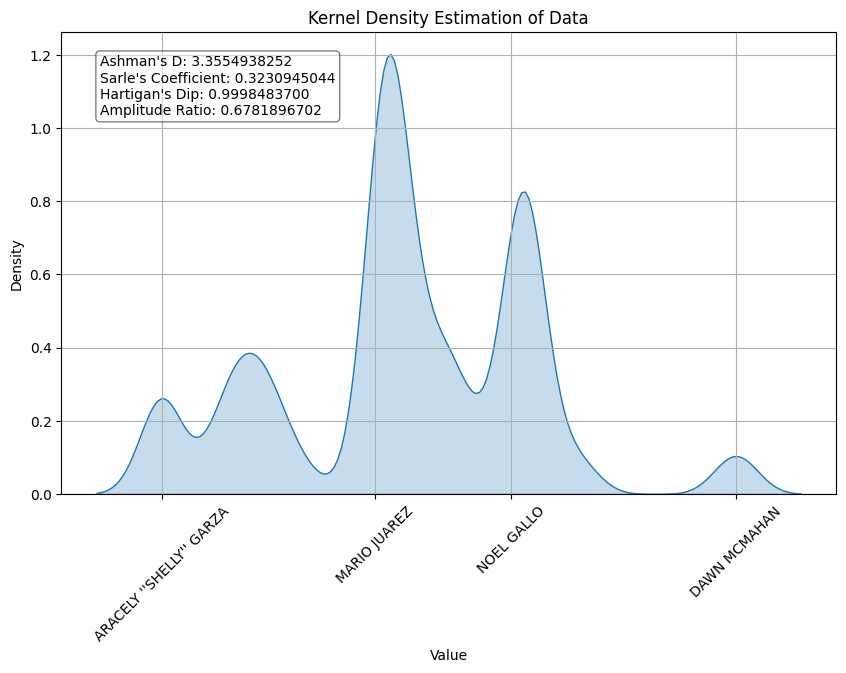 Kernel Density Estimation of Data
Ashman's D: 3.3554938252
Sarle's Coefficient: 0.3230945044
Hartigan's Dip: 0.9998483700
Amplitude Ratio: 0.6781896702
Density
1.2
1.0
0.8
0.6
0.4
0.2
0.0
ARACELY ''SHELLY'' GARZA
MARIO JUAREZ
NOEL GALLO
DAWN MCMAHAN
Value